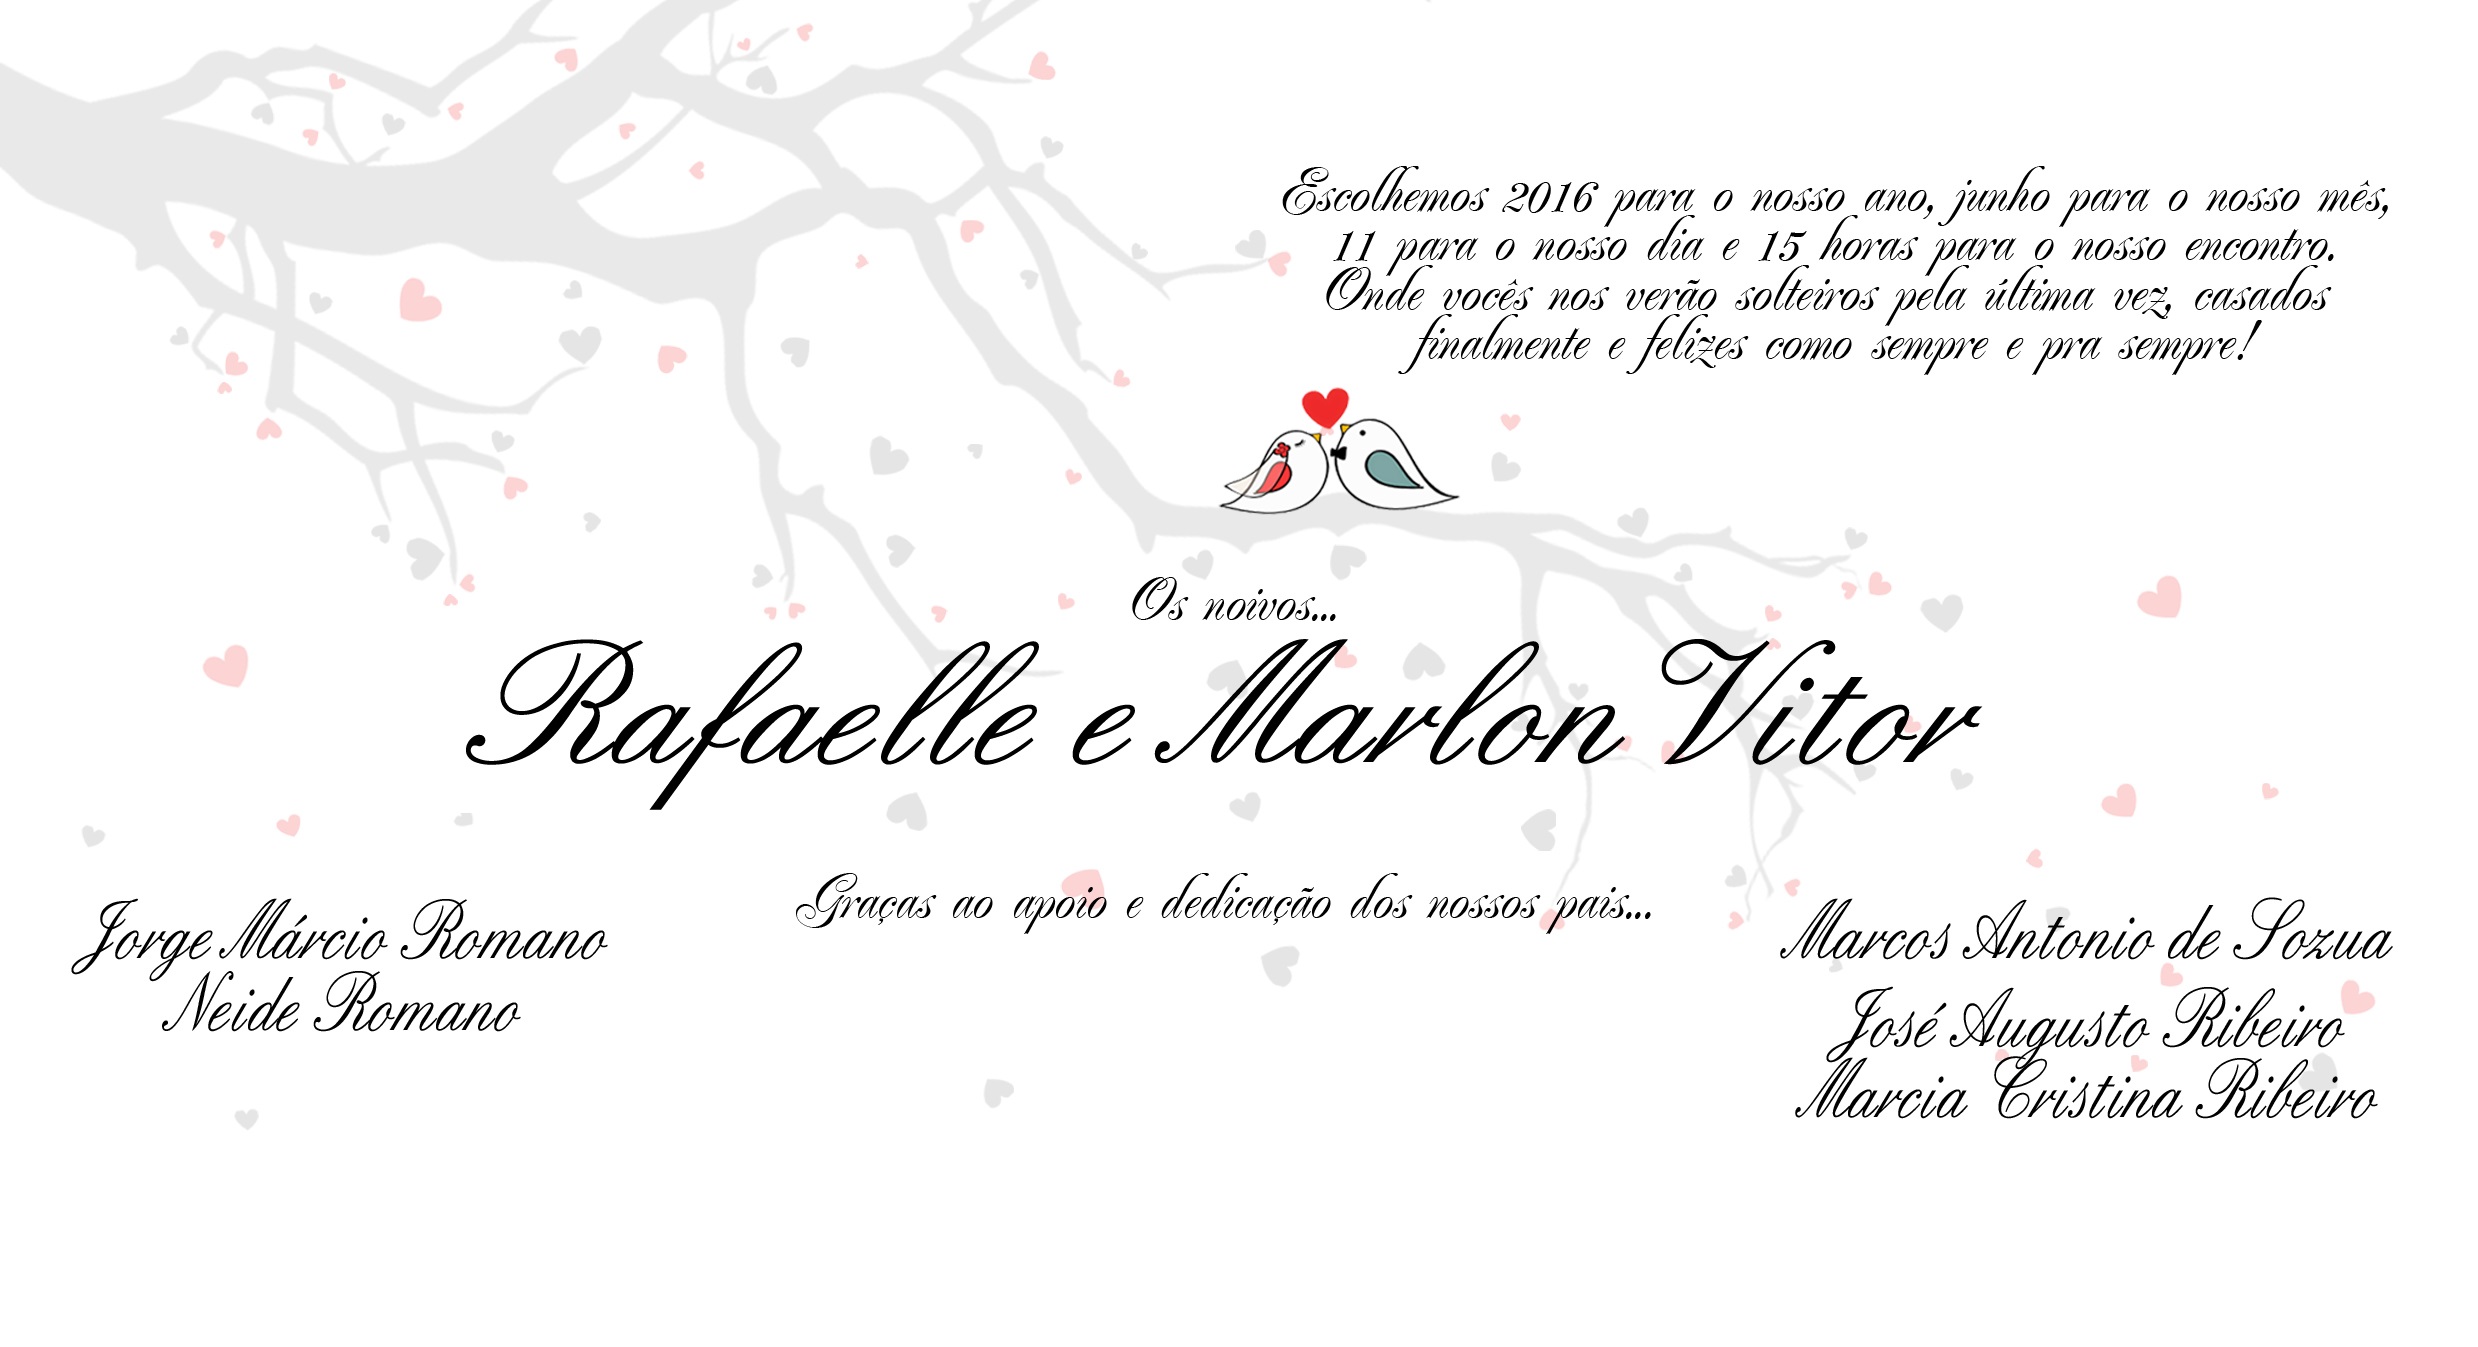 Escolhemos 2016 para o nosso ano, junho para o nosso mês,
11 para o nosso dia e 15 horas para o nosso encontro.
Onde vocês nos verão solteiros pela última vez, casados
finalmente e felizes como sempre e pra sempre!
Os noivos...
Rafaelle e Marlon Vitor
Graças ao apoio e dedicação dos nossos pais...
Jorge Márcio Romano
Neide Romano
Marcos Antonio de Sozua
José Augusto Ribeiro
Marcia Cristina Ribeiro